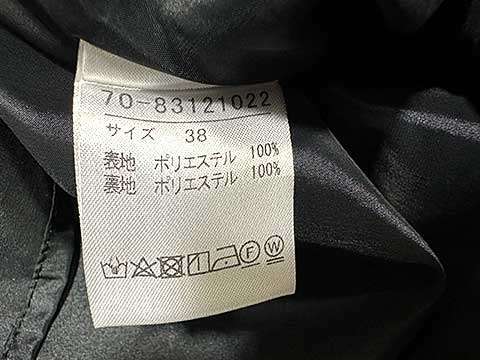 70-83121022
サイズ 38
表地 ポリエステル 100%
裏地 ポリエステル 100%
F W